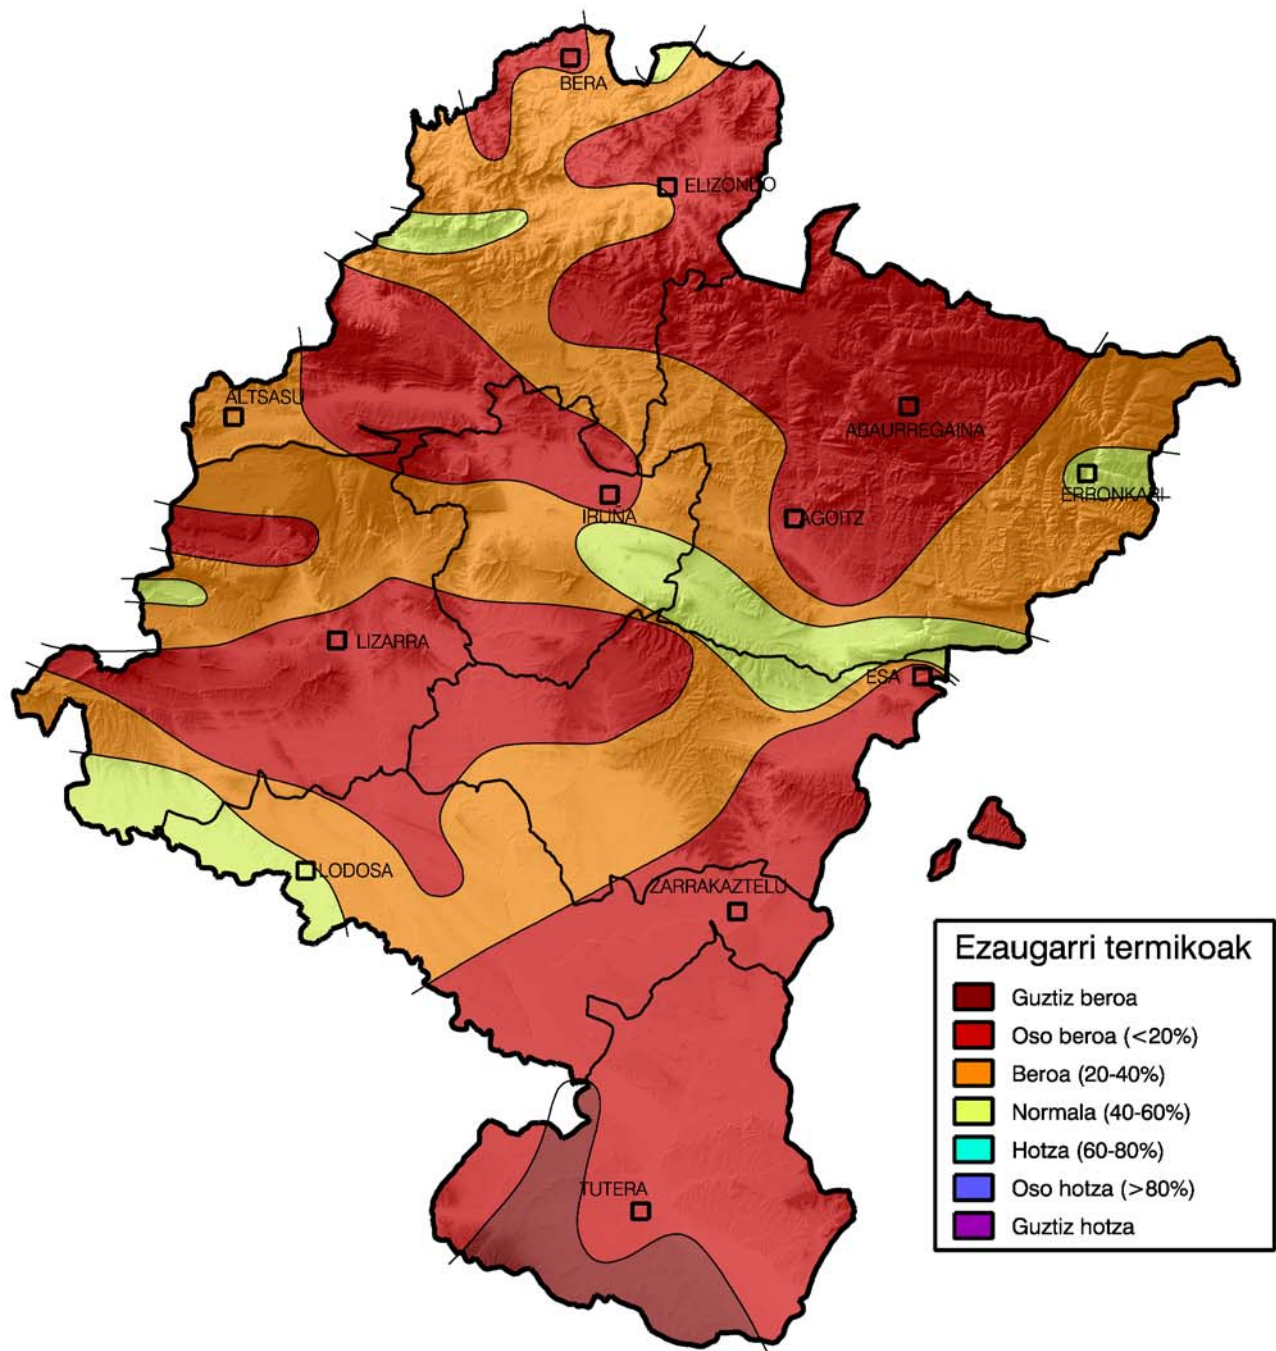 BERA
ELIZONDO
ALTSASU
ABAURREGAINA
ERRONKARI
IRUÑA
AGOITZ
LIZARRA
ESA
LODOSA
ZARRAKAZTELU
TUTERA
Ezaugarri termikoak
Guztiz beroa
Oso beroa (<20%)
Beroa (20-40%)
Normala (40-60%)
Hotza (60-80%)
Oso hotza (>80%)
Guztiz hotza